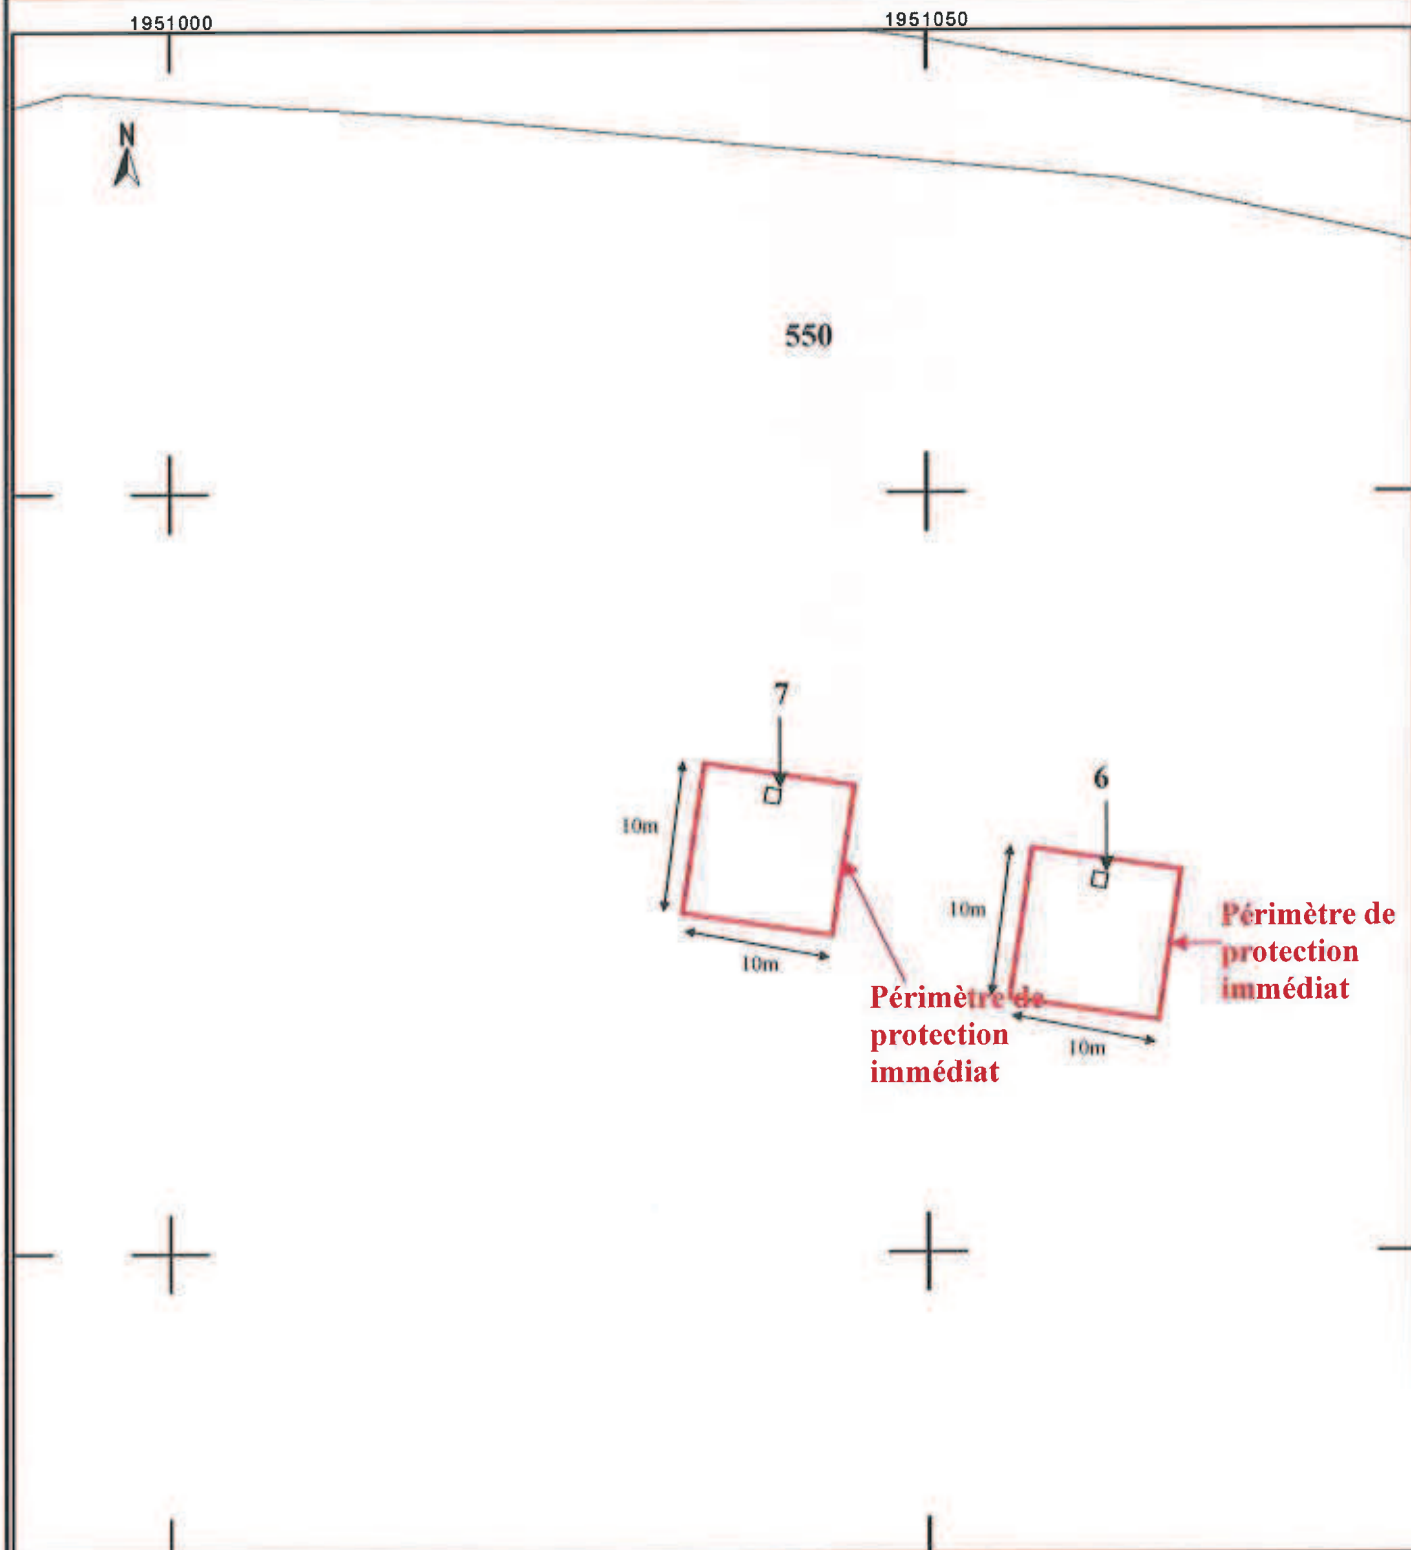 1951000
1951050
N
550
7
6
10m
10m
10m
10m
Périmètre de
protection
immédiat
Périmètre de
protection
immédiat